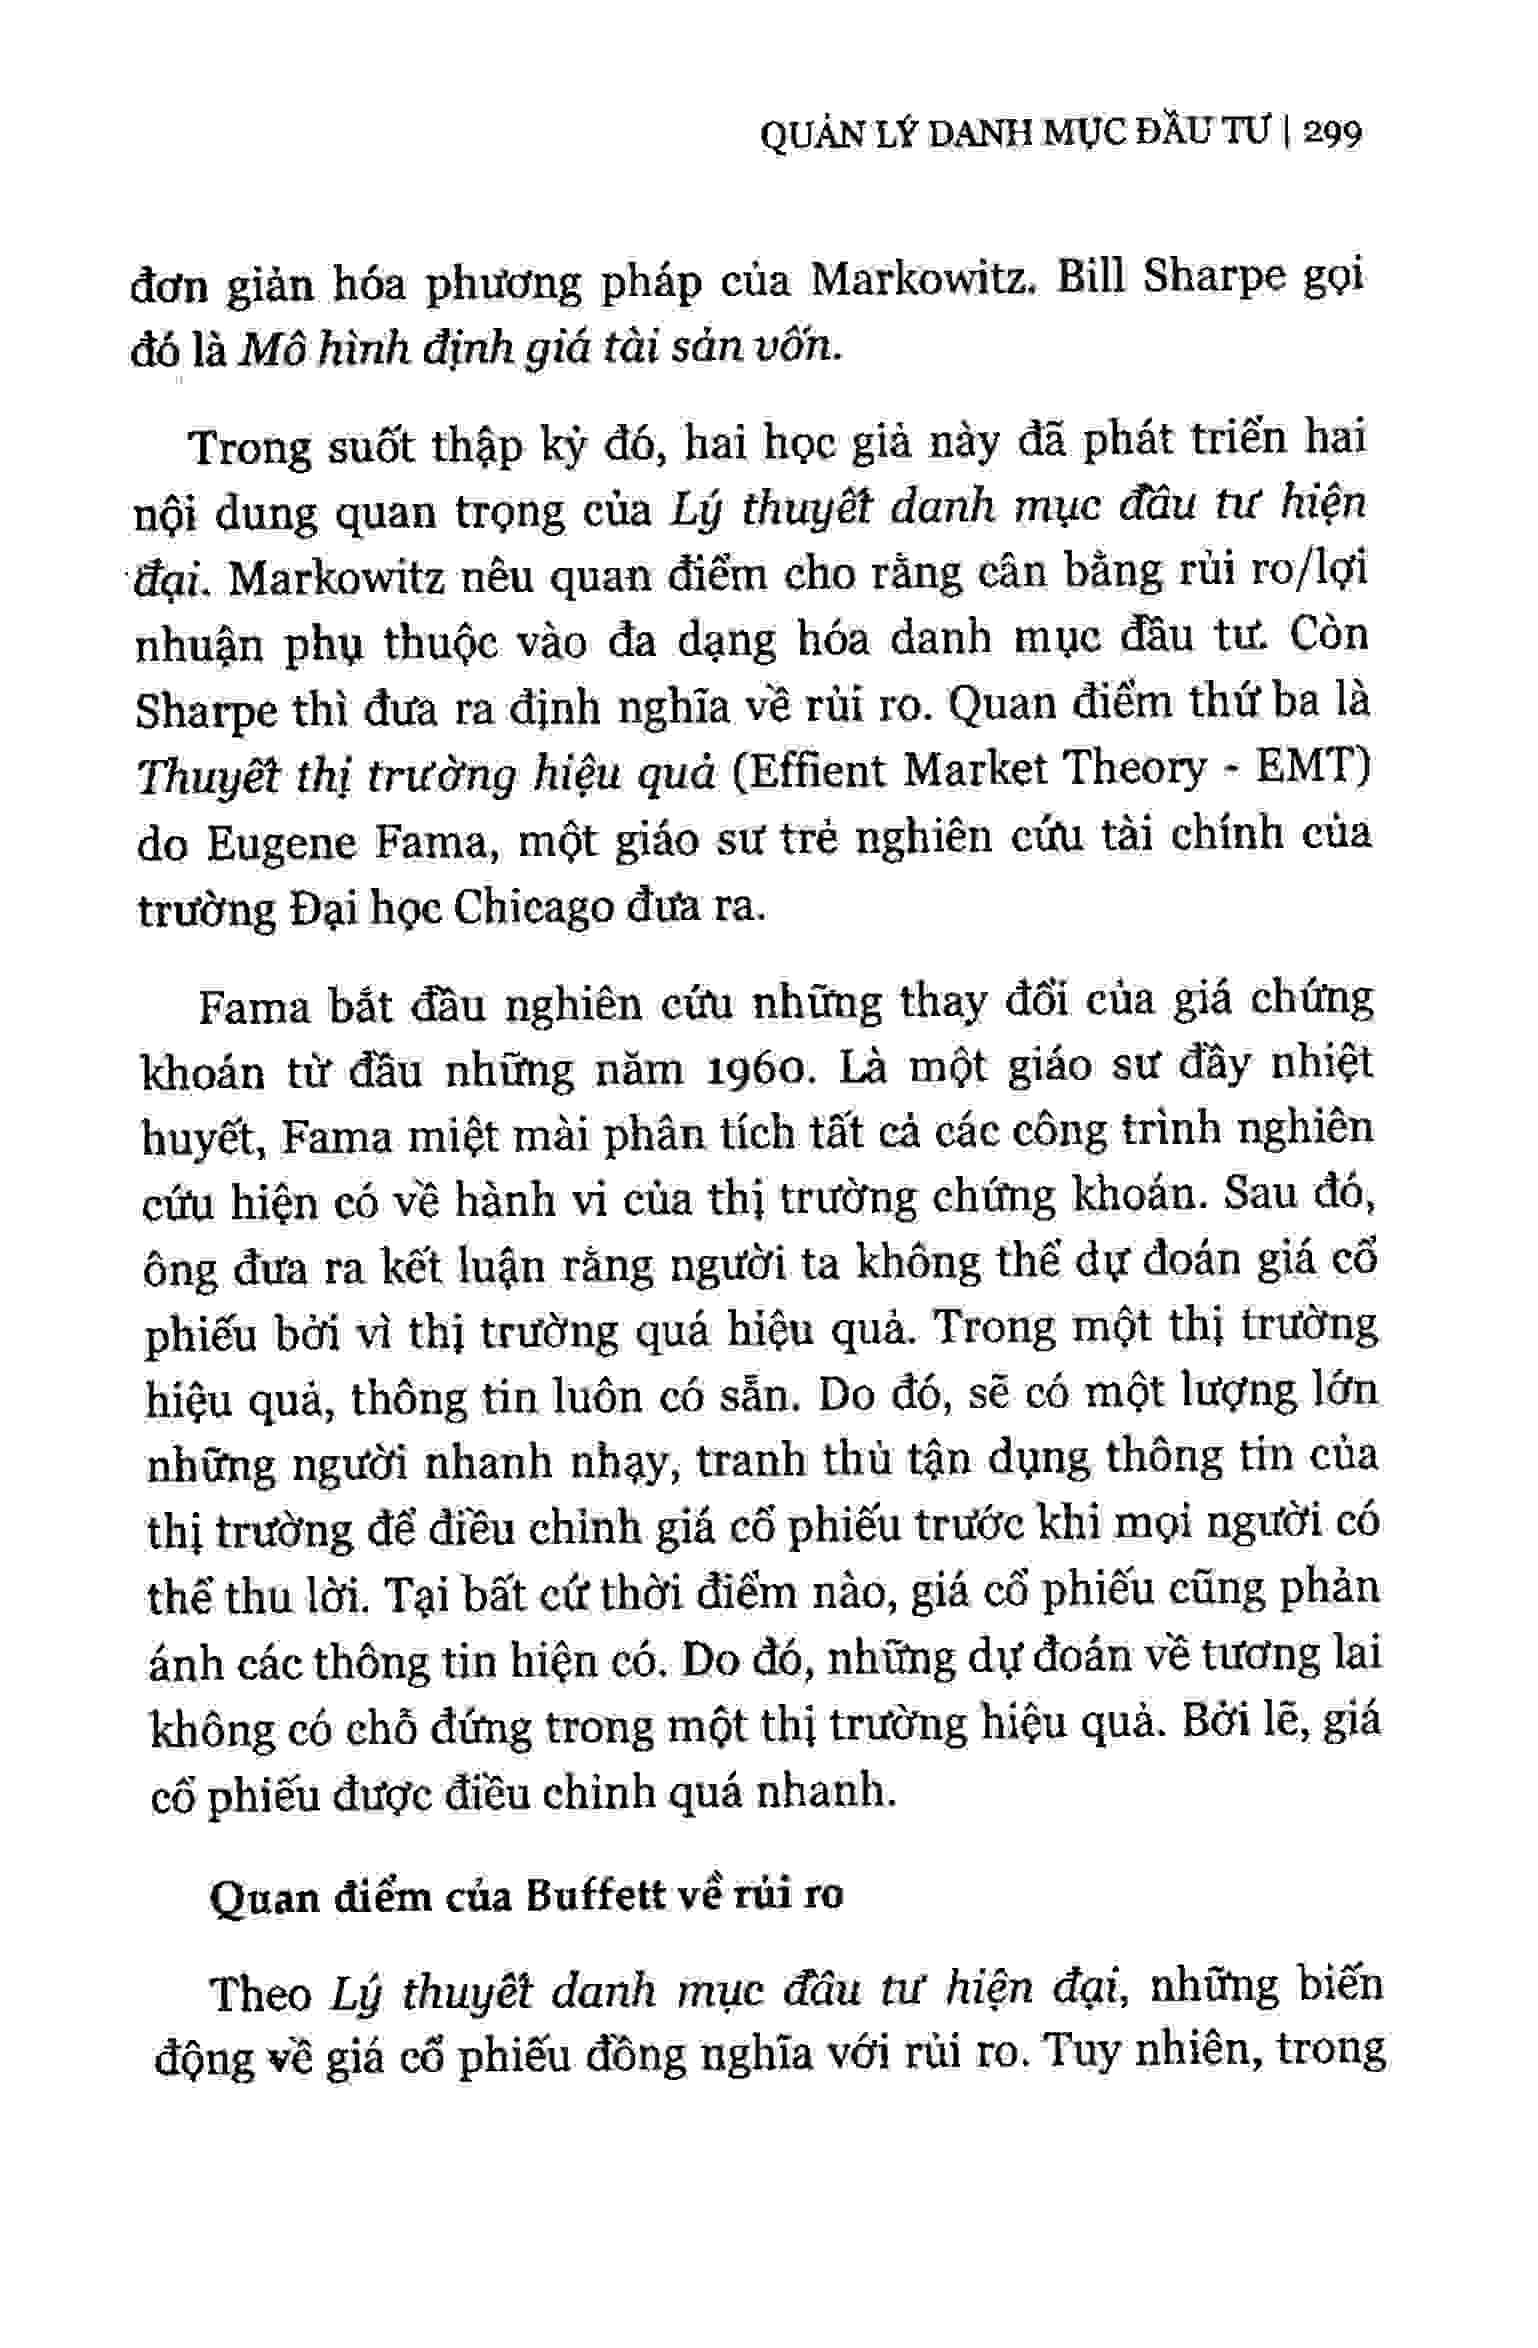 QUẢN LÝ DANH MỤC ĐẦU TƯ | 299
đơn giản hóa phương pháp của Markowitz. Bill Sharpe gọi
đó là Mô hình định giá tài sản vốn.
Trong suốt thập kỷ đó, hai học giả này đã phát triển hai
nội dung quan trọng của Lý thuyết danh mục đầu tư hiện
đại. Markowitz nêu quan điểm cho rằng cân bằng rủi ro/lợi
nhuận phụ thuộc vào đa dạng hóa danh mục đầu tư. Còn
Sharpe thì đưa ra định nghĩa về rủi ro. Quan điểm thứ ba là
Thuyết thị trường hiệu quả (Effient Market Theory - EMT)
do Eugene Fama, một giáo sư trẻ nghiên cứu tài chính của
trường Đại học Chicago đưa ra.
Fama bắt đầu nghiên cứu những thay đổi của giá chứng
khoán từ đầu những năm 1960. Là một giáo sư đầy nhiệt
huyết, Fama miệt mài phân tích tất cả các công trình nghiên
cứu hiện có về hành vi của thị trường chứng khoán. Sau đó,
ông đưa ra kết luận rằng người ta không thể dự đoán giá cổ
phiếu bởi vì thị trường quá hiệu quả. Trong một thị trường
hiệu quả, thông tin luôn có sẵn. Do đó, sẽ có một lượng lớn
những người nhanh nhạy, tranh thủ tận dụng thông tin của
thị trường để điều chỉnh giá cổ phiếu trước khi mọi người có
thể thu lời. Tại bất cứ thời điểm nào, giá cổ phiếu cũng phản
ánh các thông tin hiện có. Do đó, những dự đoán về tương lai
không có chỗ đứng trong một thị trường hiệu quả. Bởi lẽ, giá
cổ phiếu được điều chỉnh quá nhanh.
Quan điểm của Buffett về rủi ro
Theo Lý thuyết danh mục đầu tư hiện đại, những biến
động về giá cổ phiếu đồng nghĩa với rủi ro. Tuy nhiên, trong